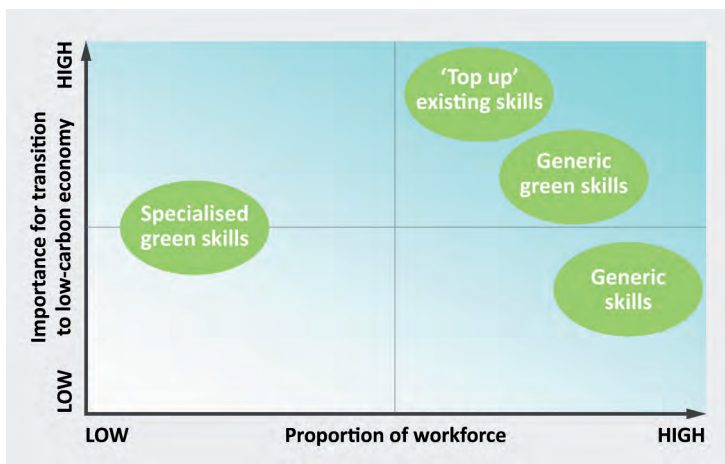 HIGH
Importance for transition
to low-carbon economy
LOW
‘Top up’
existing skills
Generic
green skills
Specialised
green skills
Generic
skills
LOW
Proportion of workforce
HIGH